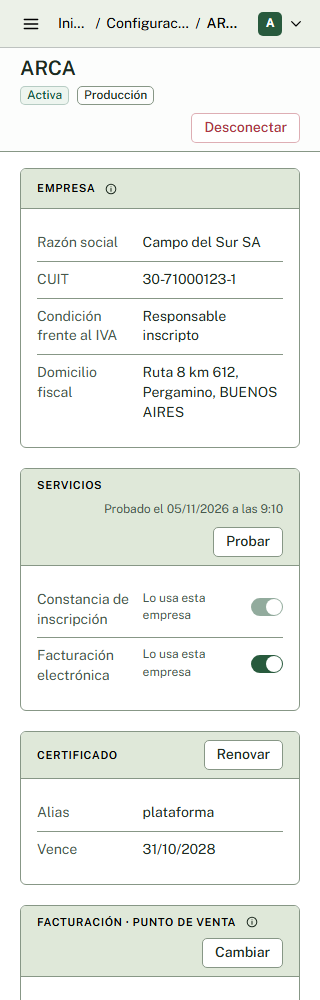 Ini... / Configurac... / AR... A
ARCA
Activa Producción
Desconectar
EMPRESA
Razón social Campo del Sur SA
CUIT 30-71000123-1
Condición frente al IVA Responsable inscripto
Domicilio fiscal Ruta 8 km 612, Pergamino, BUENOS AIRES
SERVICIOS
Probado el 05/11/2026 a las 9:10
Probar
Constancia de inscripción Lo usa esta empresa
Facturación electrónica Lo usa esta empresa
CERTIFICADO Renovar
Alias plataforma
Vence 31/10/2028
FACTURACIÓN · PUNTO DE VENTA
Cambiar